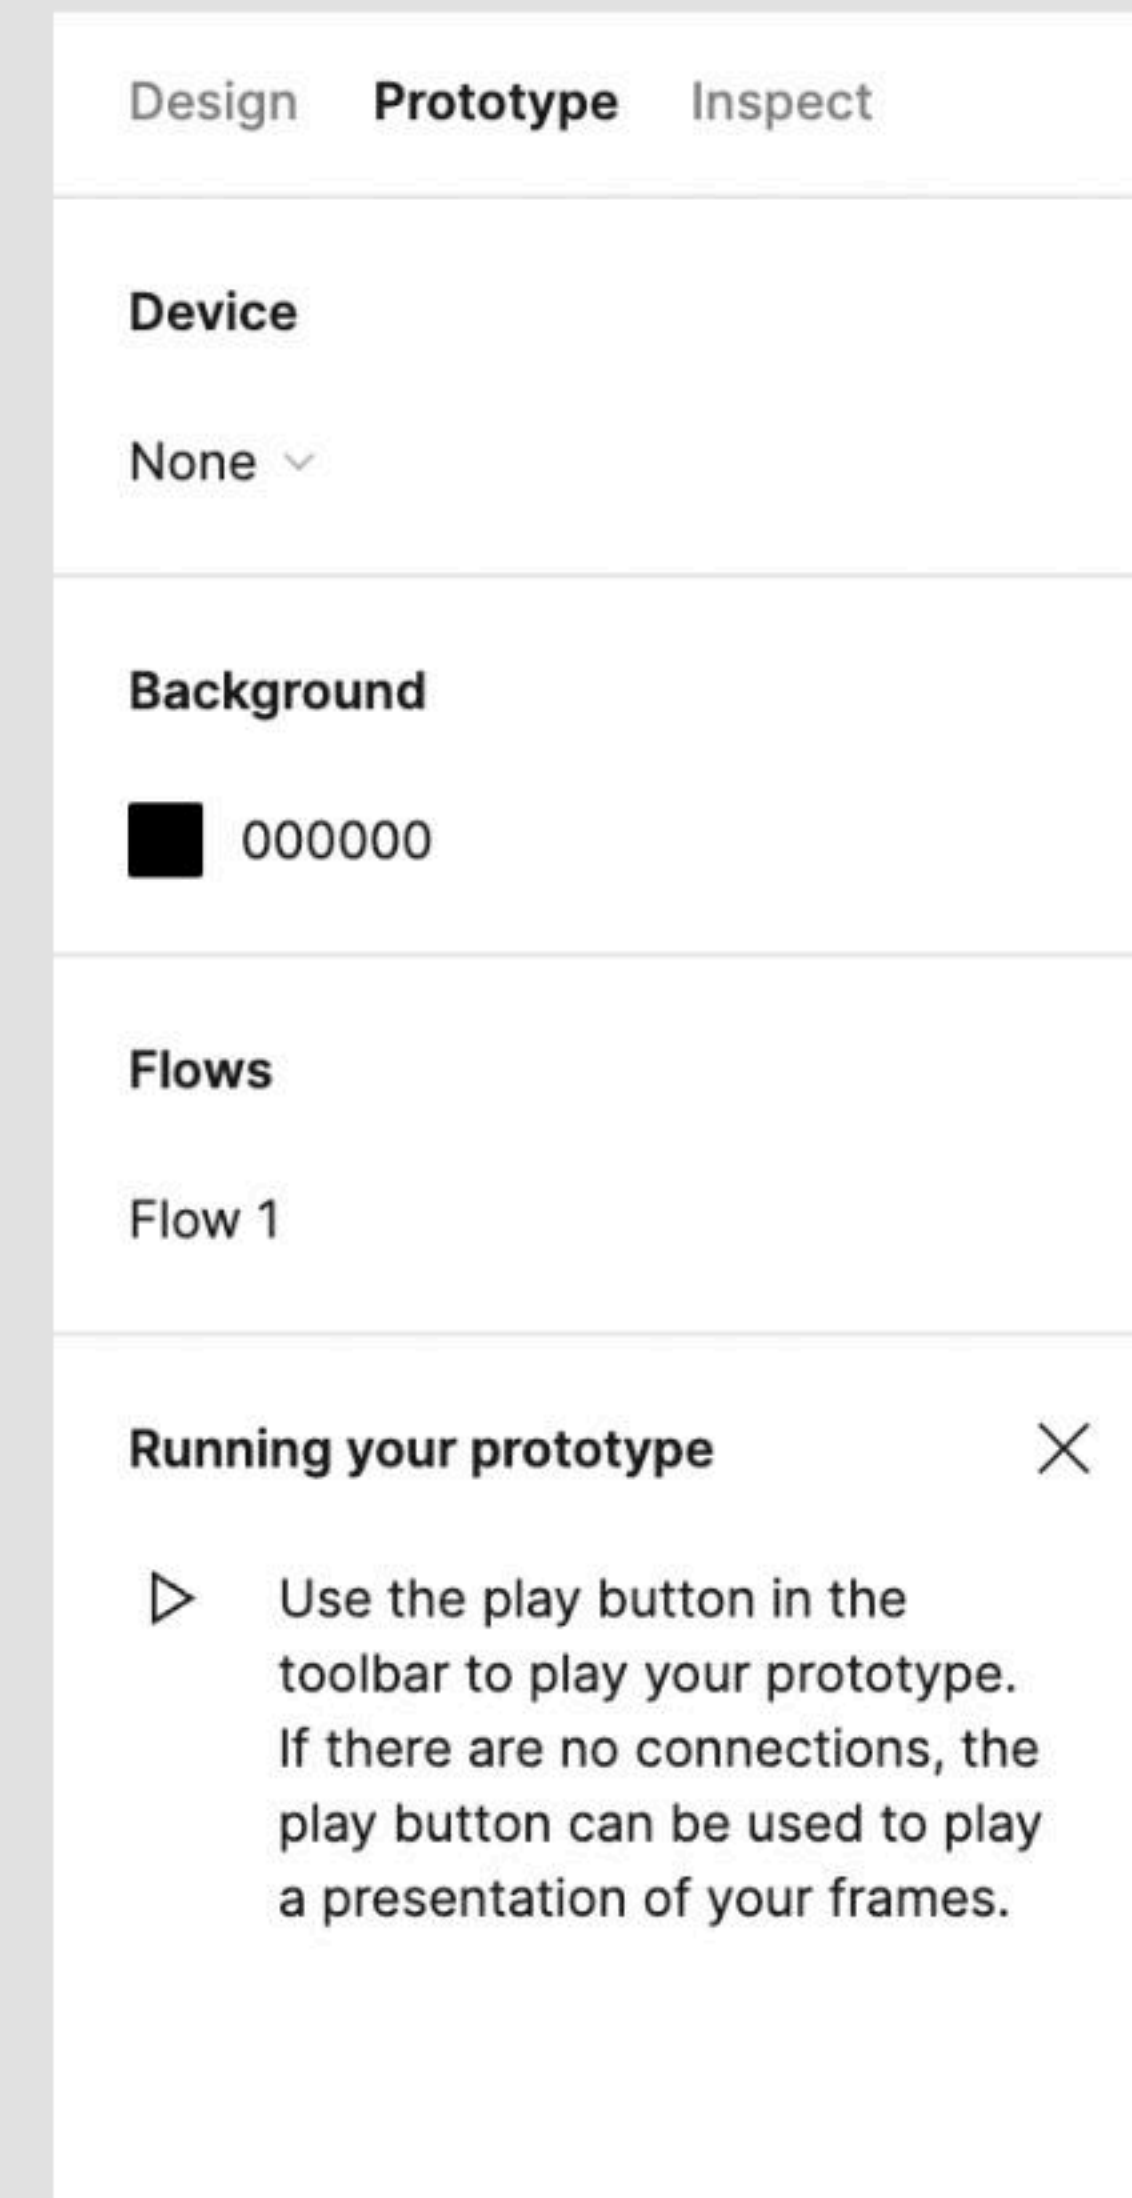 Design Prototype Inspect
Device
None
Background
000000
Flows
Flow 1
Running your prototype
Use the play button in the
toolbar to play your prototype.
If there are no connections, the
play button can be used to play
a presentation of your frames.